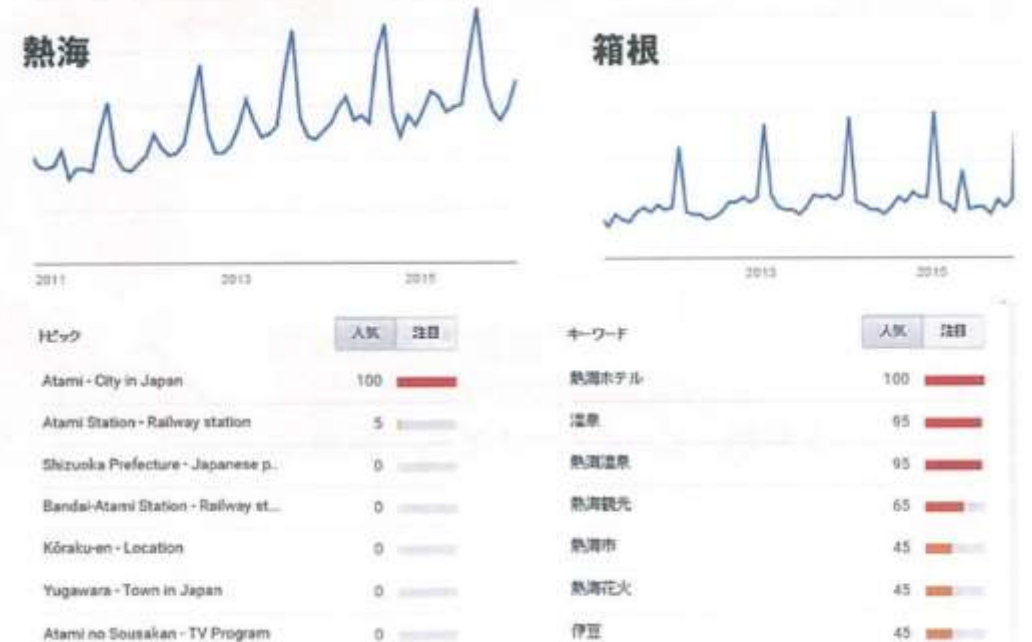 熱海
箱根
2011
2013
2015
2013
2015
トピック
人気
注目
Atami - City in Japan
100
Atami Station - Railway station
5
Shizuoka Prefecture - Japanese p..
0
Bandai-Atami Station - Railway st...
0
Kōraku-en - Location
0
Yugawara - Town in Japan
0
Atami no Sousakan - TV Program
0
キーワード
人気
注目
熱海ホテル
100
温泉
95
熱海温泉
95
熱海観光
65
熱海市
45
熱海花火
45
伊豆
45